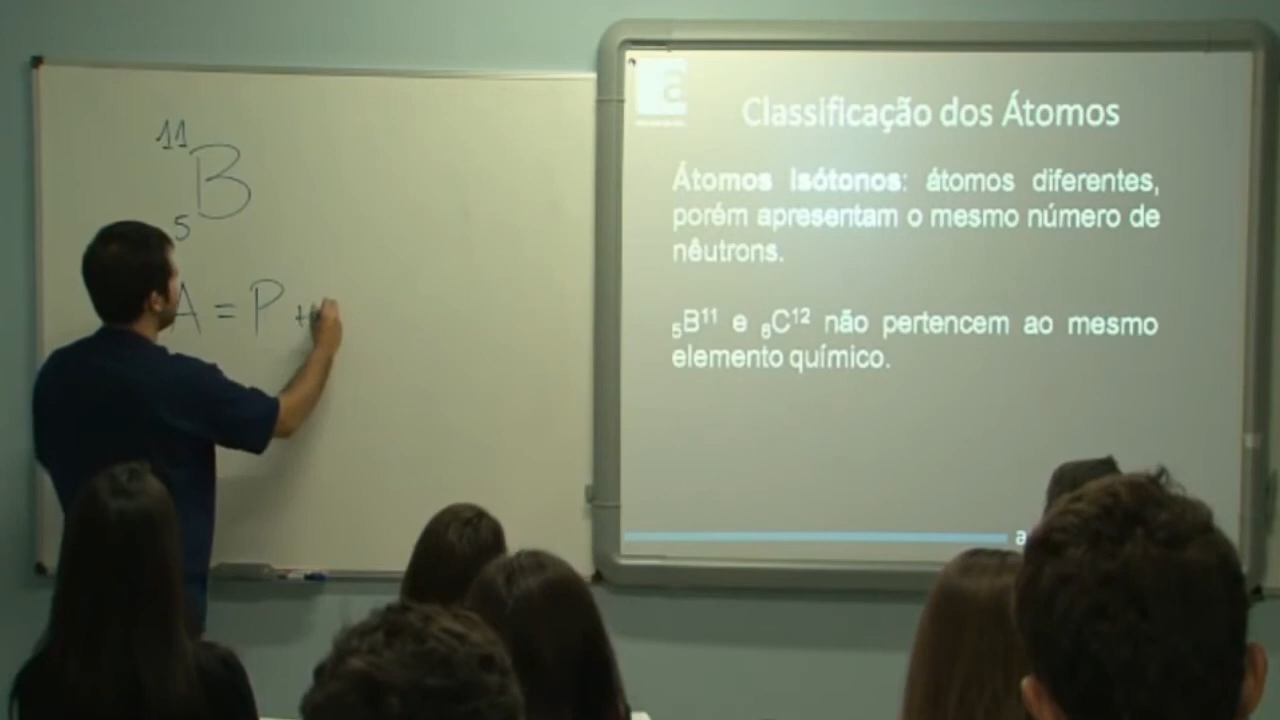 11
B
5
A = P +
Classificação dos Átomos
Átomos Isótonos: átomos diferentes,
porém apresentam o mesmo número de
nêutrons.
₅B¹¹ e ₆C¹² não pertencem ao mesmo
elemento químico.
a